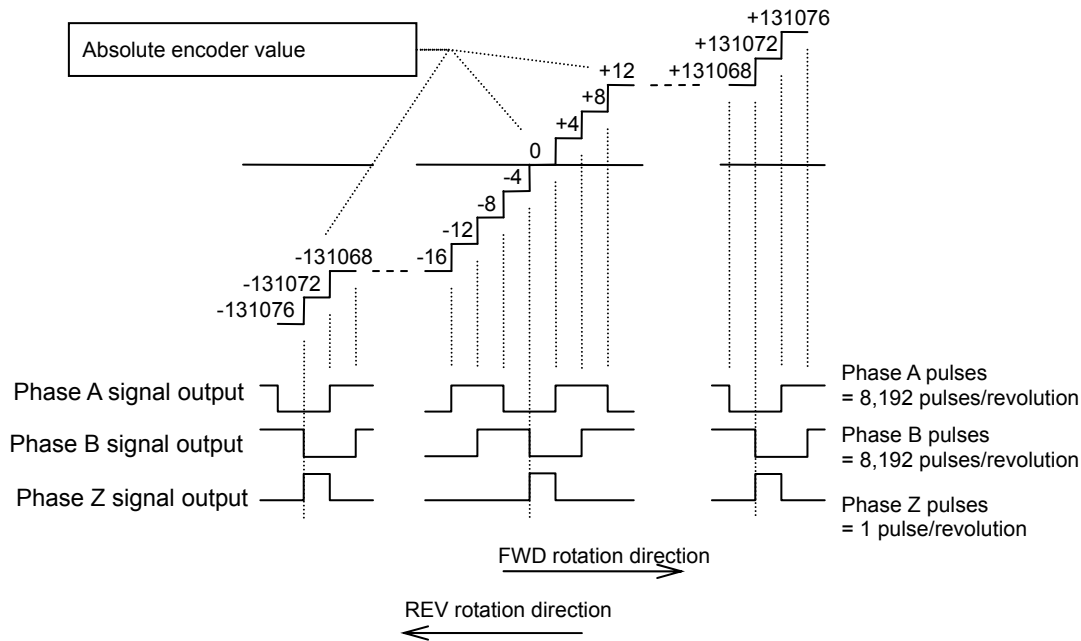 +131076
Absolute encoder value
+131072
+12
+131068
+8
+4
0
-4
-8
-12
-131068
-16
-131072
-131076
Phase A signal output
Phase A pulses
= 8,192 pulses/revolution
Phase B signal output
Phase B pulses
= 8,192 pulses/revolution
Phase Z signal output
Phase Z pulses
= 1 pulse/revolution
FWD rotation direction
REV rotation direction